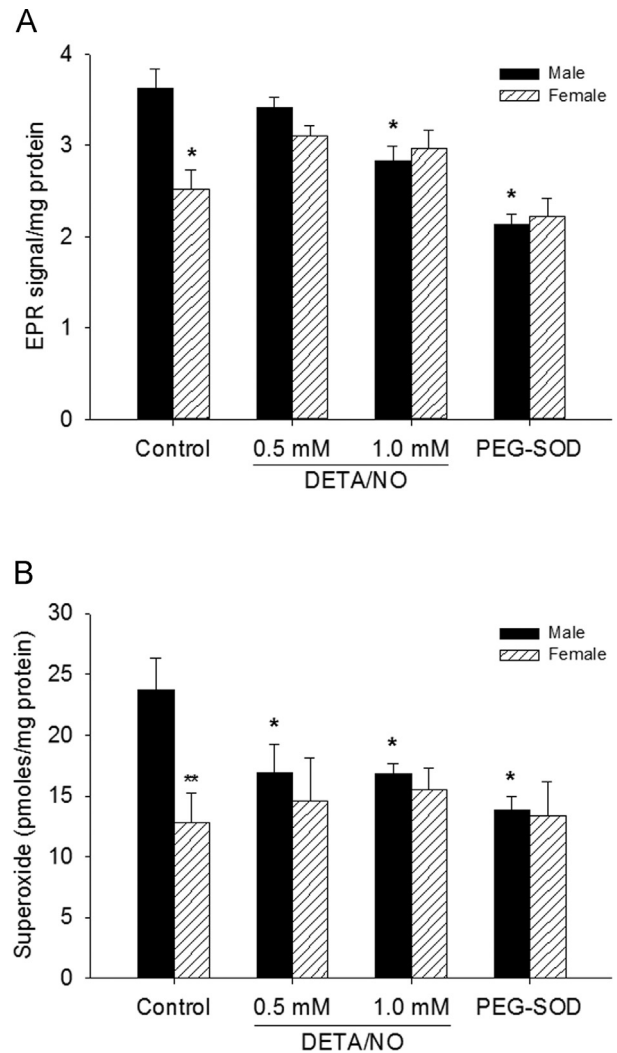 A
4
3
2
1
0
EPR signal/mg protein
Male
Female
*
*
*
Control
0.5 mM
1.0 mM
PEG-SOD
DETA/NO
B
30
25
20
15
10
5
0
Superoxide (pmoles/mg protein)
Male
Female
**
*
*
*
Control
0.5 mM
1.0 mM
PEG-SOD
DETA/NO